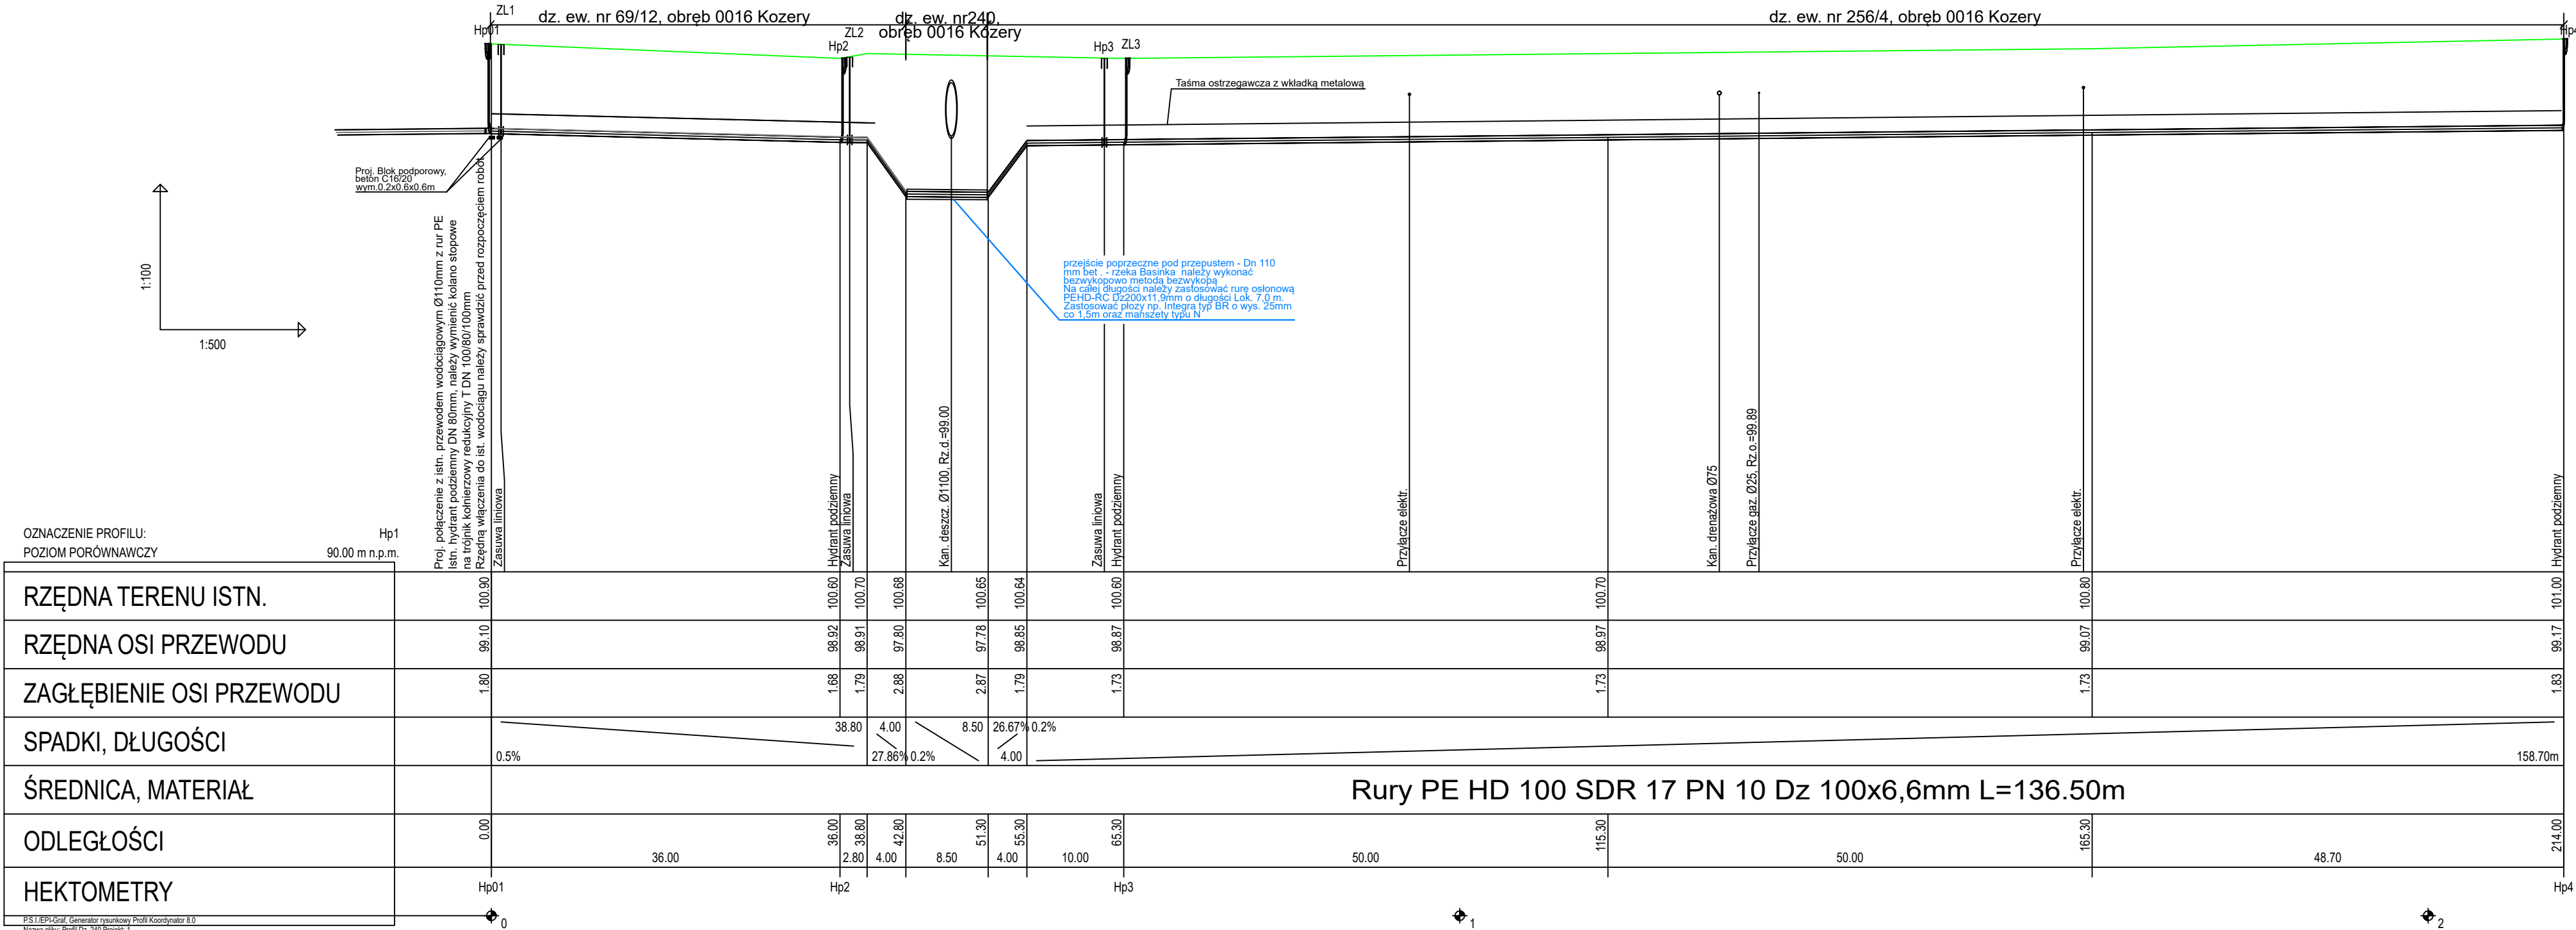 ZL1
dz. ew. nr 69/12, obręb 0016 Kozery
dz. ew. nr240,
obręb 0016 Kozery
dz. ew. nr 256/4, obręb 0016 Kozery
Hp01
Hp2
ZL2
Hp3
ZL3
Hp4
Taśma ostrzegawcza z wkładką metalową
Proj. Blok podporowy,
beton C16/20
wym.0.2x0.6x0.6m
1:100
1:500
przejście poprzeczne pod przepustem - Dn 110
mm bet . - rzeka Basinka  należy wykonać
bezwykopowo metodą bezwykopą
Na całej długości należy zastosować rurę osłonową
PEHD-RC Dz200x11,9mm o długości Lok. 7,0 m.
Zastosować płozy np. Integra typ BR o wys. 25mm
co 1,5m oraz manszety typu N
Proj. połączenie z istn. przewodem wodociągowym Ø110mm z rur PE
Istn. hydrant podziemny DN 80mm, należy wymienić kolano stopowe
na trójnik kołnierzowy redukcyjny T DN 100/80/100mm
Rzędną włączenia do ist. wodociągu należy sprawdzić przed rozpoczęciem robót
Zasuwa liniowa
Hydrant podziemny
Zasuwa liniowa
Kan. deszcz. Ø1100, Rz.d.=99.00
Zasuwa liniowa
Hydrant podziemny
Przyłącze elektr.
Kan. drenażowa Ø75
Przyłącze gaz. Ø25, Rz.o.=99.89
Przyłącze elektr.
Hydrant podziemny
OZNACZENIE PROFILU: Hp1
POZIOM PORÓWNAWCZY 90.00 m n.p.m.
RZĘDNA TERENU ISTN. 100.90 100.60 100.70 100.68 100.65 100.64 100.60 100.70 100.80 101.00
RZĘDNA OSI PRZEWODU 99.10 98.92 98.91 97.80 97.78 98.85 98.87 98.97 99.07 99.17
ZAGŁĘBIENIE OSI PRZEWODU 1.80 1.68 1.79 2.88 2.87 1.79 1.73 1.73 1.73 1.83
SPADKI, DŁUGOŚCI
38.80 4.00 8.50 26.67% 0.2%
0.5% 27.86% 0.2% 4.00 158.70m
ŚREDNICA, MATERIAŁ
Rury PE HD 100 SDR 17 PN 10 Dz 100x6,6mm L=136.50m
ODLEGŁOŚCI
0.00 36.00 38.80 42.80 51.30 55.30 65.30 115.30 165.30 214.00
36.00 2.80 4.00 8.50 4.00 10.00 50.00 50.00 48.70
HEKTOMETRY
Hp01 Hp2 Hp3 Hp4
0 1 2
P.S.I./EPI-Graf, Generator rysunkowy Profil Koordynator 8.0